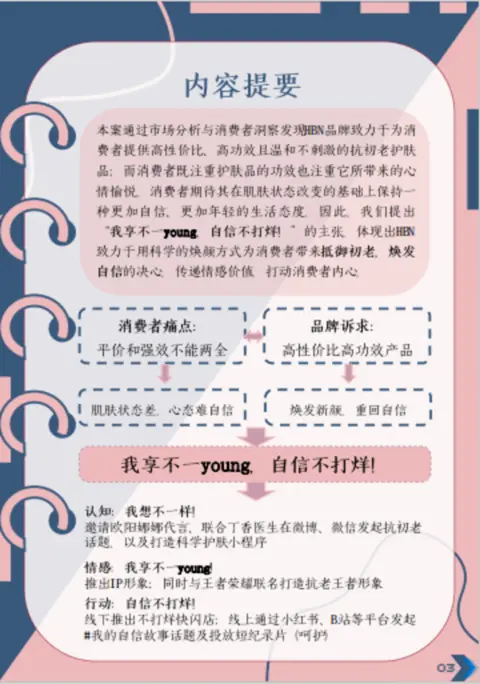 内容提要
本案通过市场分析与消费者洞察发现HBN品牌致力于为消
费者提供高性价比、高功效且温和不刺激的抗初老护肤
品；而消费者既注重护肤品的功效也注重它所带来的心
情愉悦，消费者期待其在肌肤状态改变的基础上保持一
种更加自信、更加年轻的生活态度，因此，我们提出
“我享不一young，自信不打烊！”的主张，体现出HBN
致力于用科学的焕颜方式为消费者带来抵御初老，焕发
自信的决心，传递情感价值，打动消费者内心。
消费者痛点：
平价和强效不能两全
品牌诉求：
高性价比高功效产品
肌肤状态差，心态难自信
焕发新颜，重回自信
我享不一young，自信不打烊！
认知：我想不一样！
邀请欧阳娜娜代言，联合丁香医生在微博、微信发起抗初老
话题，以及打造科学护肤小程序
情感：我享不一young！
推出IP形象；同时与王者荣耀联名打造抗老王者形象
行动：自信不打烊！
线下推出不打烊快闪店；线上通过小红书、B站等平台发起
#我的自信故事话题及投放短纪录片《呵护》
03